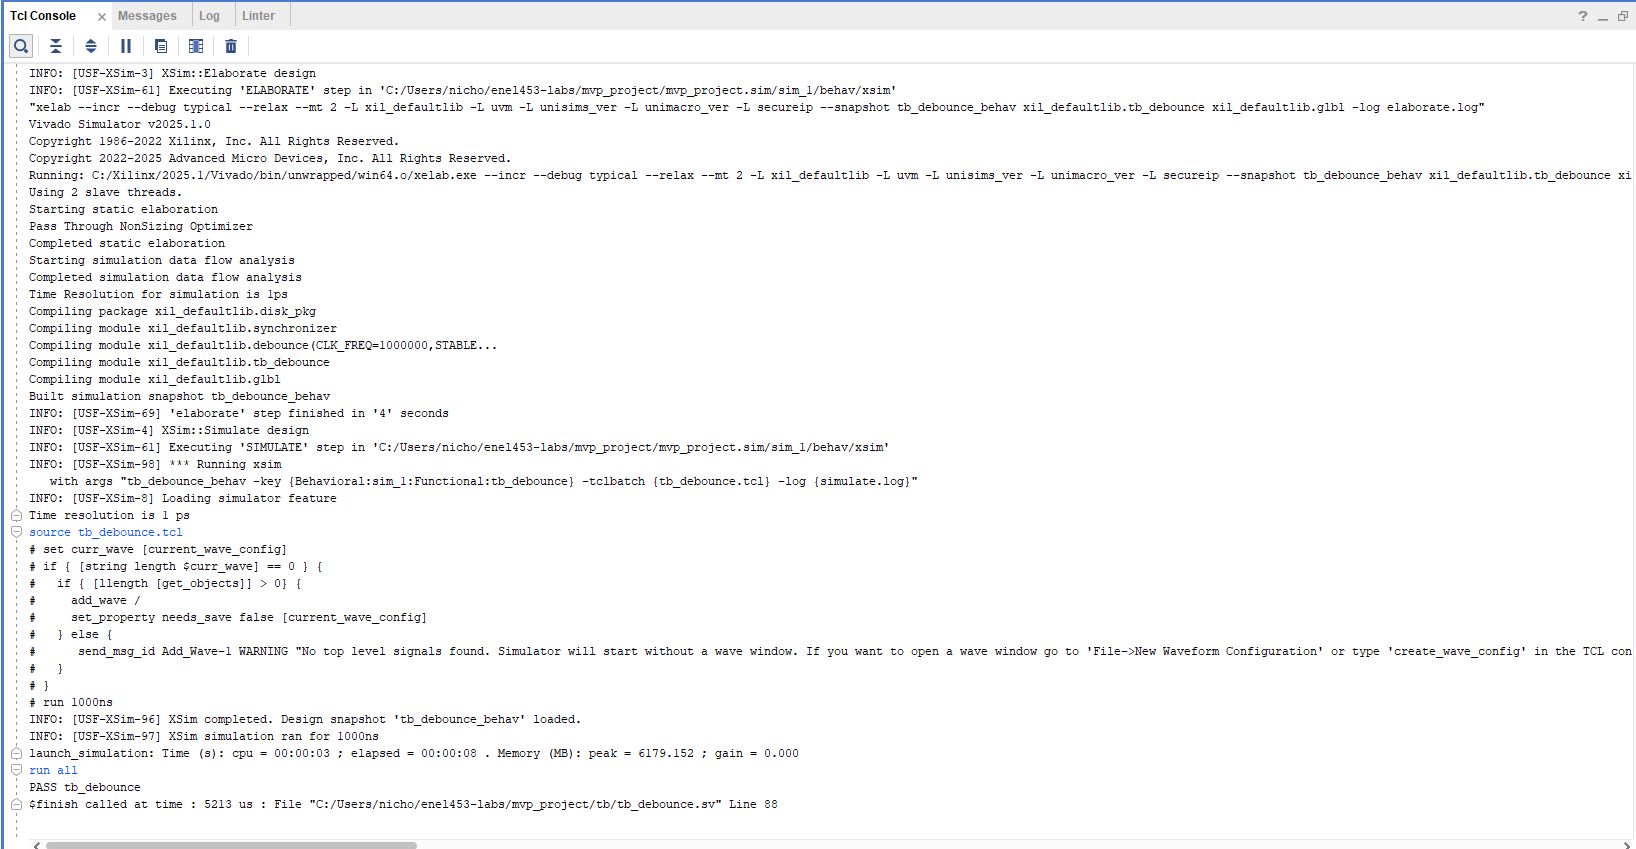 Tcl Console
Messages
Log
Linter
INFO: [USF-XSim-3] XSim::Elaborate design
INFO: [USF-XSim-61] Executing 'ELABORATE' step in 'C:/Users/nicho/enel453-labs/mvp_project/mvp_project.sim/sim_1/behav/xsim'
"xelab --incr --debug typical --relax --mt 2 -L xil_defaultlib -L uvm -L unisims_ver -L unimacro_ver -L secureip --snapshot tb_debounce_behav xil_defaultlib.tb_debounce xil_defaultlib.glbl -log elaborate.log"
Vivado Simulator v2025.1.0
Copyright 1986-2022 Xilinx, Inc. All Rights Reserved.
Copyright 2022-2025 Advanced Micro Devices, Inc. All Rights Reserved.
Running: C:/Xilinx/2025.1/Vivado/bin/unwrapped/win64.o/xelab.exe --incr --debug typical --relax --mt 2 -L xil_defaultlib -L uvm -L unisims_ver -L unimacro_ver -L secureip --snapshot tb_debounce_behav xil_defaultlib.tb_debounce xi
Using 2 slave threads.
Starting static elaboration
Pass Through NonSizing Optimizer
Completed static elaboration
Starting simulation data flow analysis
Completed simulation data flow analysis
Time Resolution for simulation is 1ps
Compiling package xil_defaultlib.disk_pkg
Compiling module xil_defaultlib.synchronizer
Compiling module xil_defaultlib.debounce(CLK_FREQ=1000000,STABLE...
Compiling module xil_defaultlib.tb_debounce
Compiling module xil_defaultlib.glbl
Built simulation snapshot tb_debounce_behav
INFO: [USF-XSim-69] 'elaborate' step finished in '4' seconds
INFO: [USF-XSim-4] XSim::Simulate design
INFO: [USF-XSim-61] Executing 'SIMULATE' step in 'C:/Users/nicho/enel453-labs/mvp_project/mvp_project.sim/sim_1/behav/xsim'
INFO: [USF-XSim-98] *** Running xsim
   with args "tb_debounce_behav -key {Behavioral:sim_1:Functional:tb_debounce} -tclbatch {tb_debounce.tcl} -log {simulate.log}"
INFO: [USF-XSim-8] Loading simulator feature
Time resolution is 1 ps
source tb_debounce.tcl
# set curr_wave [current_wave_config]
# if { [string length $curr_wave] == 0 } {
#   if { [llength [get_objects]] > 0} {
#     add_wave /
#     set_property needs_save false [current_wave_config]
#   } else {
#      send_msg_id Add_Wave-1 WARNING "No top level signals found. Simulator will start without a wave window. If you want to open a wave window go to 'File->New Waveform Configuration' or type 'create_wave_config' in the TCL con
#   }
# }
# run 1000ns
INFO: [USF-XSim-96] XSim completed. Design snapshot 'tb_debounce_behav' loaded.
INFO: [USF-XSim-97] XSim simulation ran for 1000ns
launch_simulation: Time (s): cpu = 00:00:03 ; elapsed = 00:00:08 . Memory (MB): peak = 6179.152 ; gain = 0.000
run all
PASS tb_debounce
$finish called at time : 5213 us : File "C:/Users/nicho/enel453-labs/mvp_project/tb/tb_debounce.sv" Line 88